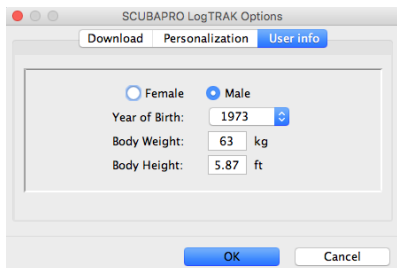 SCUBAPRO LogTRAK Options
Download Personalization User info
Female Male
Year of Birth: 1973
Body Weight: 63 kg
Body Height: 5.87 ft
OK Cancel